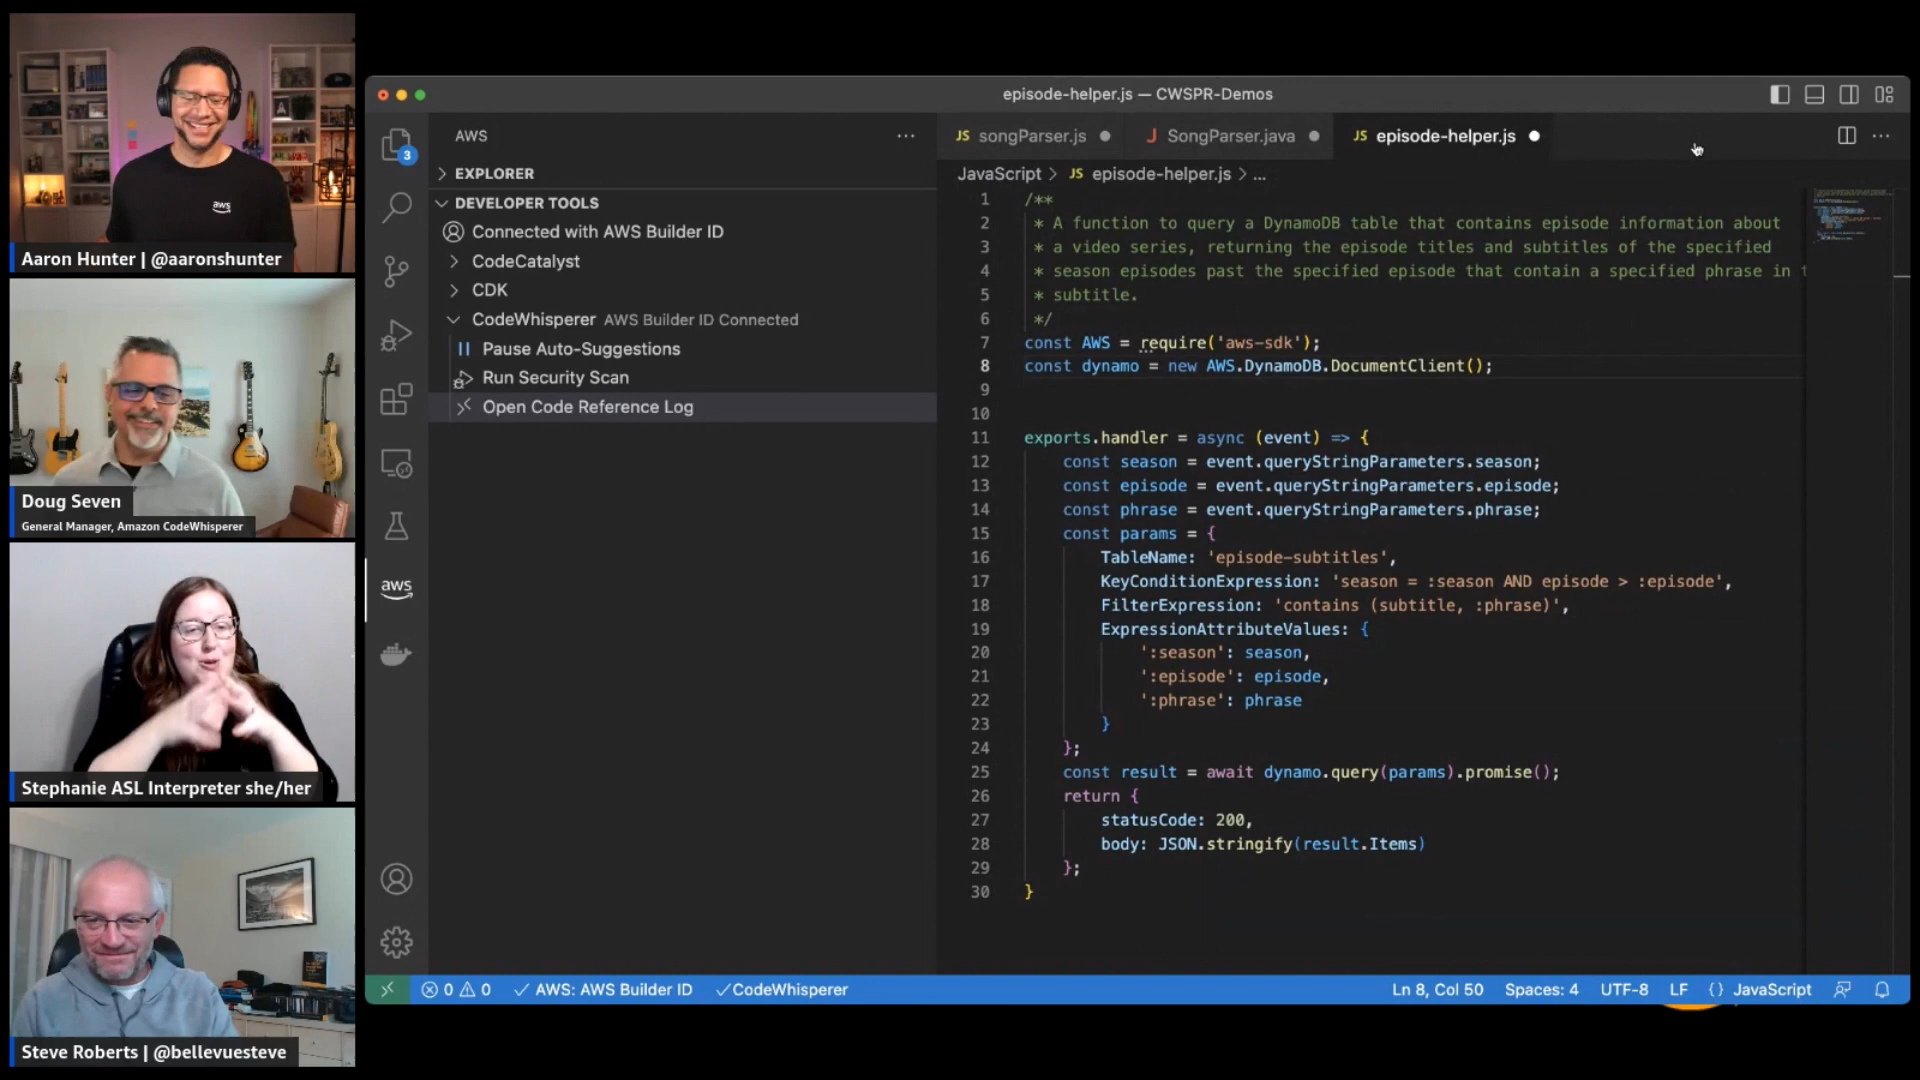 aws
Aaron Hunter | @aaronshunter
Doug Seven
General Manager, Amazon CodeWhisperer
Stephanie ASL Interpreter she/her
Steve Roberts | @bellevuesteve
episode-helper.js — CWSPR-Demos
3
aws
AWS
EXPLORER
DEVELOPER TOOLS
Connected with AWS Builder ID
CodeCatalyst
CDK
CodeWhisperer AWS Builder ID Connected
Pause Auto-Suggestions
Run Security Scan
Open Code Reference Log
JS songParser.js
J SongParser.java
JS episode-helper.js
JavaScript > JS episode-helper.js > ...
1 /**
2 * A function to query a DynamoDB table that contains episode information about
3 * a video series, returning the episode titles and subtitles of the specified
4 * season episodes past the specified episode that contain a specified phrase in t
5 * subtitle.
6 */
7 const AWS = require('aws-sdk');
8 const dynamo = new AWS.DynamoDB.DocumentClient();
9
10
11 exports.handler = async (event) => {
12 const season = event.queryStringParameters.season;
13 const episode = event.queryStringParameters.episode;
14 const phrase = event.queryStringParameters.phrase;
15 const params = {
16 TableName: 'episode-subtitles',
17 KeyConditionExpression: 'season = :season AND episode > :episode',
18 FilterExpression: 'contains (subtitle, :phrase)',
19 ExpressionAttributeValues: {
20 ':season': season,
21 ':episode': episode,
22 ':phrase': phrase
23 }
24 };
25 const result = await dynamo.query(params).promise();
26 return {
27 statusCode: 200,
28 body: JSON.stringify(result.Items)
29 };
30 }
0 0 AWS: AWS Builder ID CodeWhisperer
Ln 8, Col 50 Spaces: 4 UTF-8 LF {} JavaScript